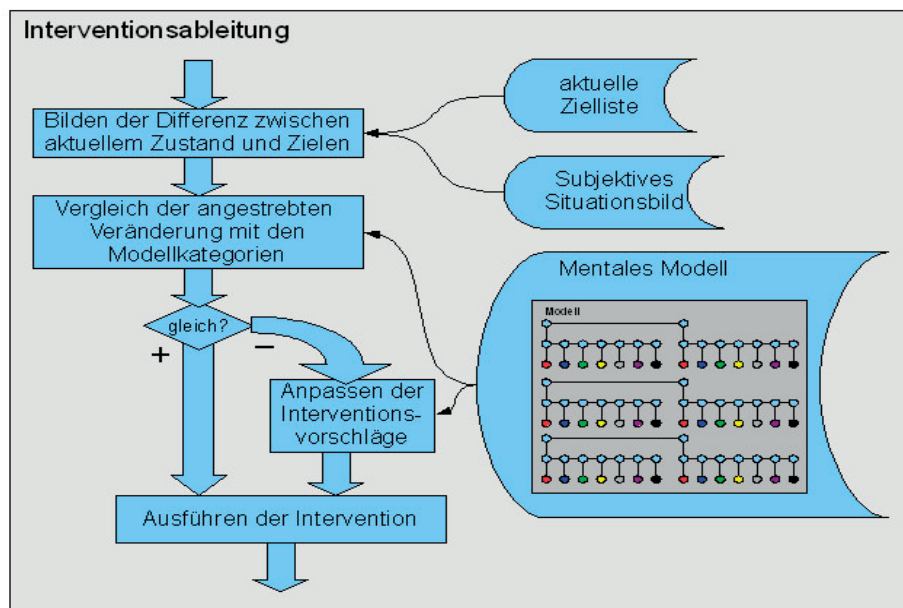 Interventionsableitung
aktuelle
Zielliste
Bilden der Differenz zwischen
aktuellem Zustand und Zielen
Subjektives
Situationsbild
Vergleich der angestrebten
Veränderung mit den
Modellkategorien
Mentales Modell
Modell
gleich?
+
−
Anpassen der
Interventions-
vorschläge
Ausführen der Intervention